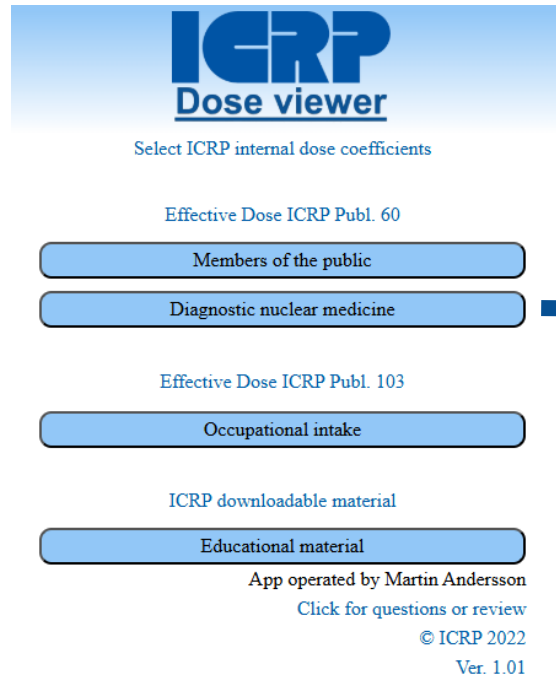 ICRP
Dose viewer
Select ICRP internal dose coefficients
Effective Dose ICRP Publ. 60
Members of the public
Diagnostic nuclear medicine
Effective Dose ICRP Publ. 103
Occupational intake
ICRP downloadable material
Educational material
App operated by Martin Andersson
Click for questions or review
© ICRP 2022
Ver. 1.01